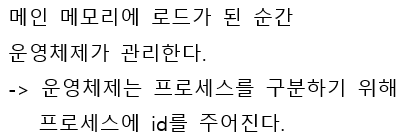 메인 메모리에 로드가 된 순간
운영체제가 관리한다.
-> 운영체제는 프로세스를 구분하기 위해
프로세스에 id를 주어진다.